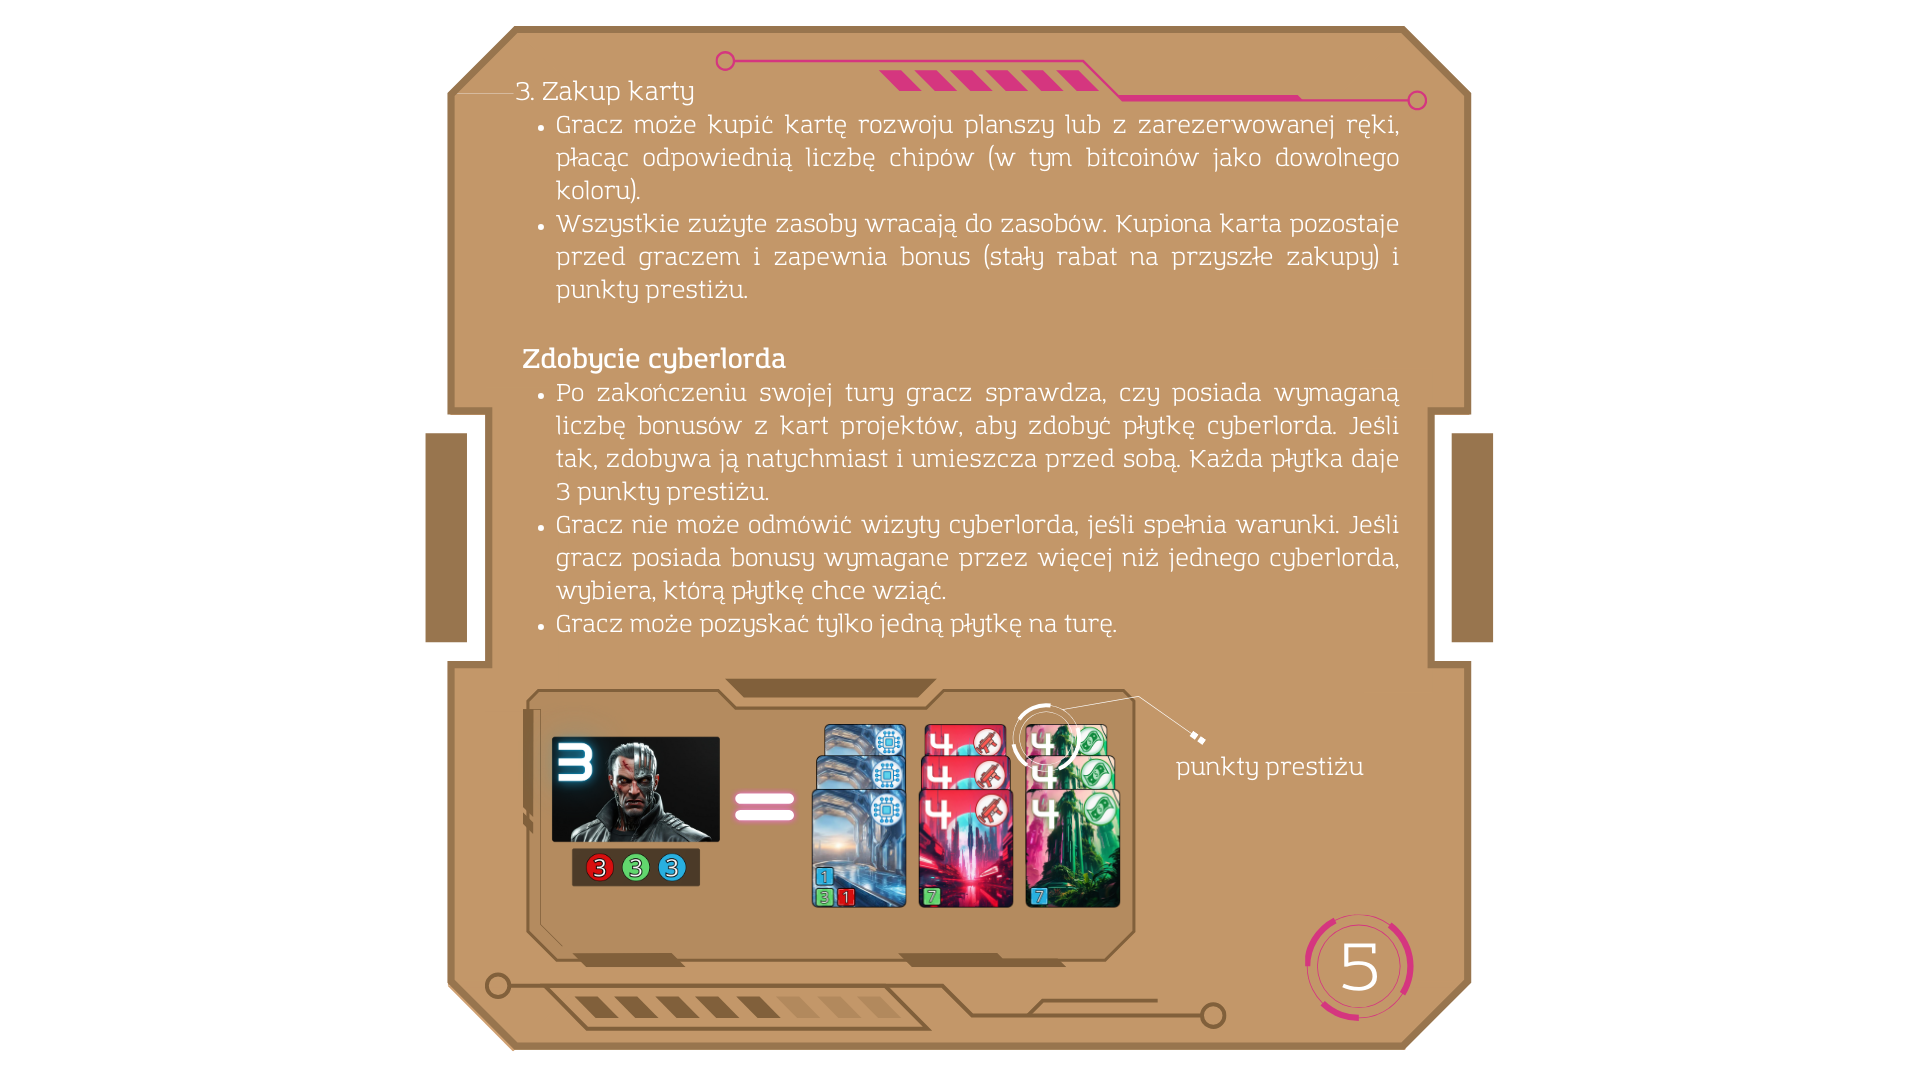 3. Zakup karty
• Gracz może kupić kartę rozwoju planszy lub z zarezerwowanej ręki,
płacąc odpowiednią liczbę chipów (w tym bitcoinów jako dowolnego
koloru).
• Wszystkie zużyte zasoby wracają do zasobów. Kupiona karta pozostaje
przed graczem i zapewnia bonus (stały rabat na przyszłe zakupy) i
punkty prestiżu.
Zdobycie cyberlorda
• Po zakończeniu swojej tury gracz sprawdza, czy posiada wymaganą
liczbę bonusów z kart projektów, aby zdobyć płytkę cyberlorda. Jeśli
tak, zdobywa ją natychmiast i umieszcza przed sobą. Każda płytka daje
3 punkty prestiżu.
• Gracz nie może odmówić wizyty cyberlorda, jeśli spełnia warunki. Jeśli
gracz posiada bonusy wymagane przez więcej niż jednego cyberlorda,
wybiera, którą płytkę chce wziąć.
• Gracz może pozyskać tylko jedną płytkę na turę.
4 4
4 4
3 = 4 4
3 3 3
1
3 1 7 7
punkty prestiżu
5